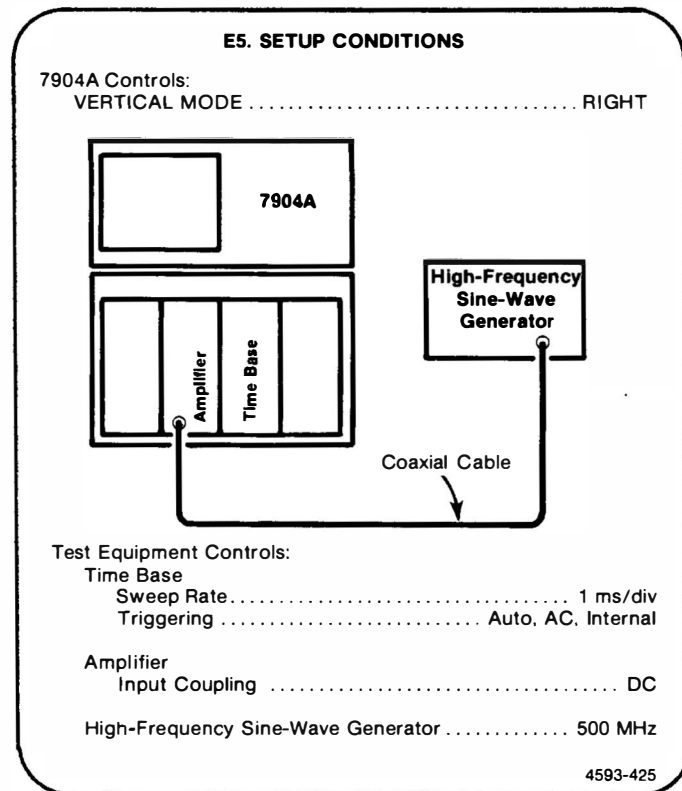 E5. SETUP CONDITIONS
7904A Controls:
VERTICAL MODE ................................. RIGHT
7904A
High-Frequency
Sine-Wave
Generator
Amplifier
Time Base
Coaxial Cable
Test Equipment Controls:
Time Base
Sweep Rate.................................. 1 ms/div
Triggering .......................... Auto, AC, Internal
Amplifier
Input Coupling ................................... DC
High-Frequency Sine-Wave Generator ............. 500 MHz
4593-425